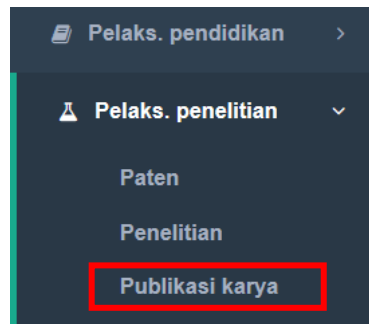 Pelaks. pendidikan
Pelaks. penelitian
Paten
Penelitian
Publikasi karya